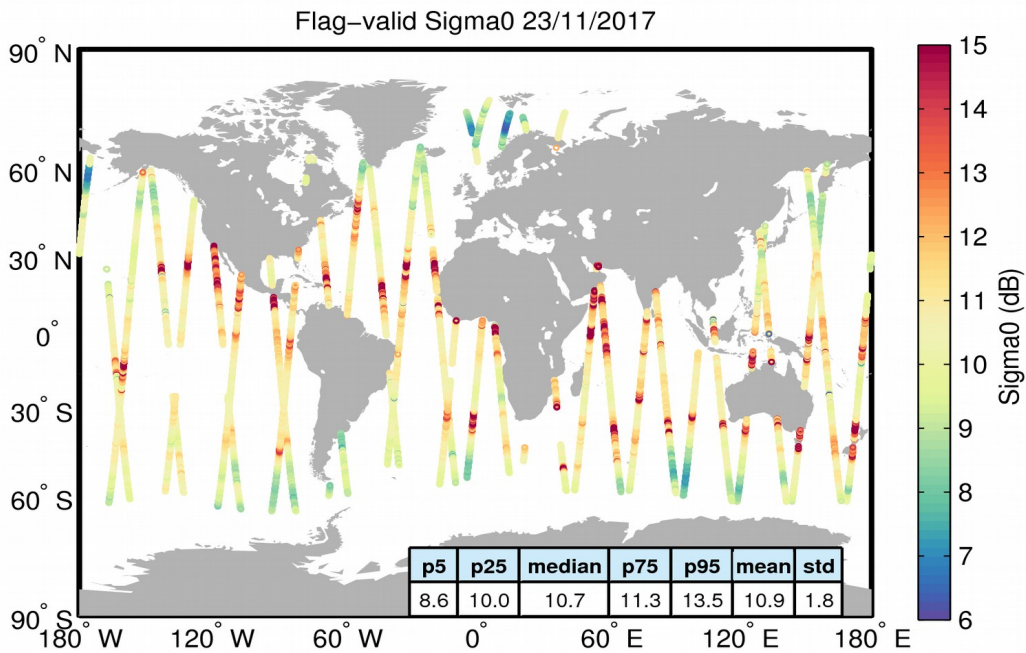 Flag-valid Sigma0 23/11/2017
90° N
60° N
30° N
0°
30° S
60° S
90° S
180° W
120° W
60° W
0°
60° E
120° E
180° E
p5 p25 median p75 p95 mean std
8.6 10.0 10.7 11.3 13.5 10.9 1.8
15
14
13
12
11
10
9
8
7
6
Sigma0 (dB)